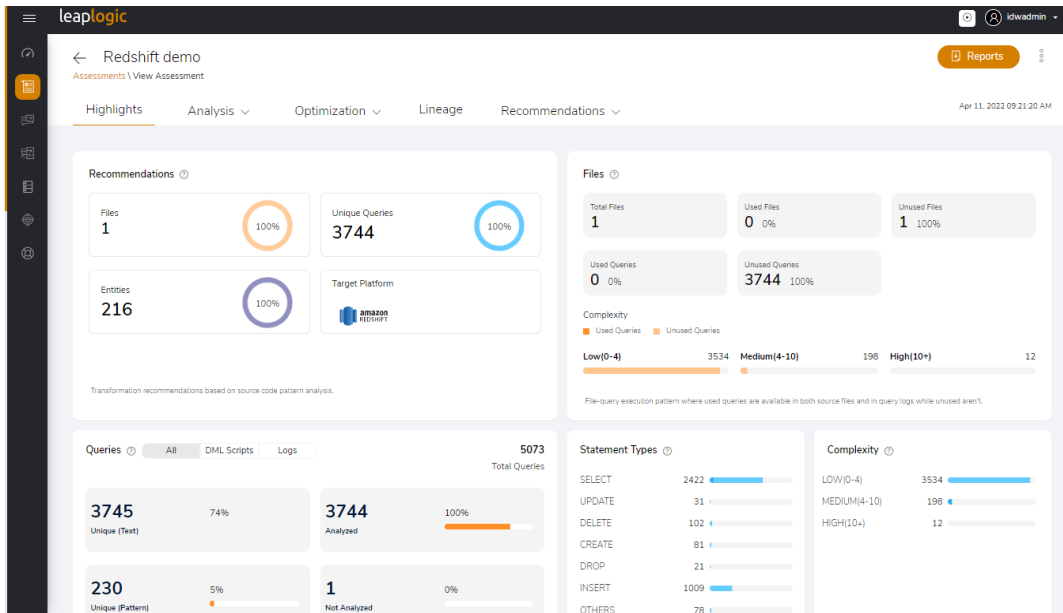 leaplogic
idwadmin
Redshift demo
Reports
Assessments \ View Assessment
Highlights Analysis Optimization Lineage Recommendations
Apr 11, 2022 09:21:20 AM
Recommendations
Files
1
100%
Unique Queries
3744
100%
Entities
216
100%
Target Platform
amazon
REDSHIFT
Transformation recommendations based on source code pattern analysis.
Files
Total Files
1
Used Files
0 0%
Unused Files
1 100%
Used Queries
0 0%
Unused Queries
3744 100%
Complexity
Used Queries Unused Queries
Low(0-4) 3534 Medium(4-10) 198 High(10+) 12
File-query execution pattern where used queries are available in both source files and in query logs while unused aren't.
Queries All DML Scripts Logs
5073
Total Queries
3745 74%
Unique (Text)
3744 100%
Analyzed
230 5%
Unique (Pattern)
1 0%
Not Analyzed
Statement Types
SELECT 2422
UPDATE 31
DELETE 102
CREATE 81
DROP 21
INSERT 1009
OTHERS 78
Complexity
LOW(0-4) 3534
MEDIUM(4-10) 198
HIGH(10+) 12